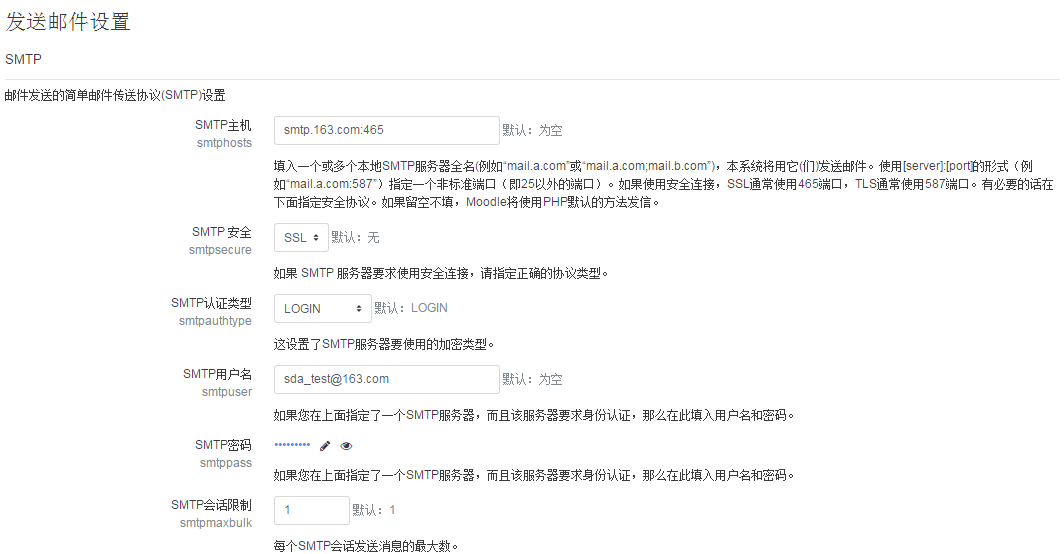 发送邮件设置
SMTP
邮件发送的简单邮件传送协议(SMTP)设置
SMTP主机
smtphosts
smtp.163.com:465
默认：为空
填入一个或多个本地SMTP服务器全名(例如“mail.a.com”或“mail.a.com;mail.b.com”)，本系统将用它(们)发送邮件。使用[server]:[port]的形式（例
如“mail.a.com:587”）指定一个非标准端口（即25以外的端口）。如果使用安全连接，SSL通常使用465端口，TLS通常使用587端口。有必要的话在
下面指定安全协议。如果留空不填，Moodle将使用PHP默认的方法发信。
SMTP 安全
smtpsecure
SSL
默认：无
如果 SMTP 服务器要求使用安全连接，请指定正确的协议类型。
SMTP认证类型
smtpauthtype
LOGIN
默认：LOGIN
这设置了SMTP服务器要使用的加密类型。
SMTP用户名
smtpuser
sda_test@163.com
默认：为空
如果您在上面指定了一个SMTP服务器，而且该服务器要求身份认证，那么在此填入用户名和密码。
SMTP密码
smtppass
•••••••••
如果您在上面指定了一个SMTP服务器，而且该服务器要求身份认证，那么在此填入用户名和密码。
SMTP会话限制
smtpmaxbulk
1
默认：1
每个SMTP会话发送消息的最大数。